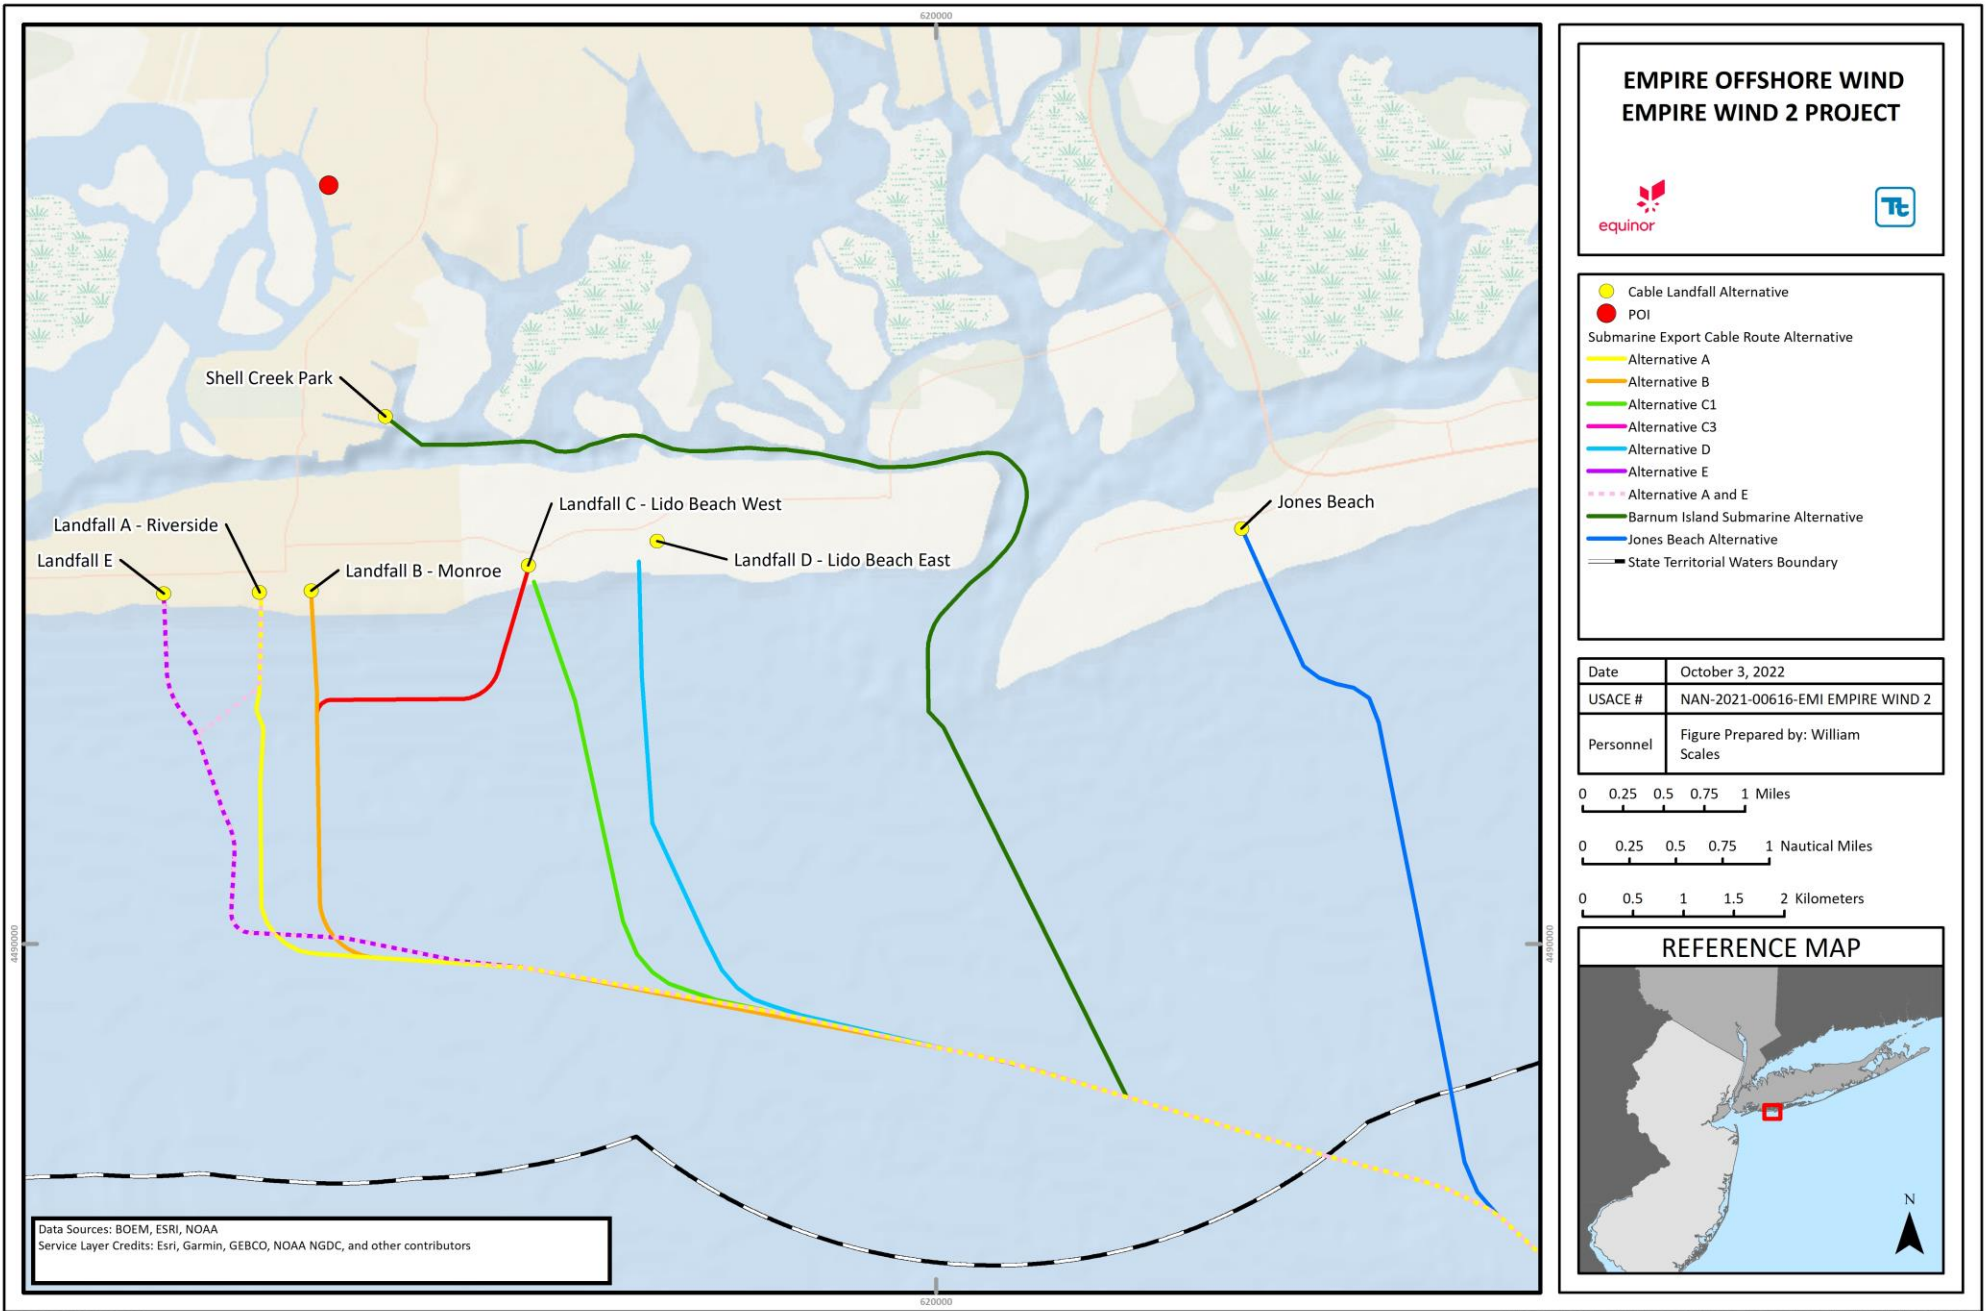 620000
EMPIRE OFFSHORE WIND
EMPIRE WIND 2 PROJECT
equinor
Tt
Cable Landfall Alternative
POI
Submarine Export Cable Route Alternative
Alternative A
Alternative B
Alternative C1
Alternative C3
Alternative D
Alternative E
Alternative A and E
Barnum Island Submarine Alternative
Jones Beach Alternative
State Territorial Waters Boundary
Shell Creek Park
Landfall C - Lido Beach West
Jones Beach
Landfall A - Riverside
Landfall E
Landfall B - Monroe
Landfall D - Lido Beach East
Date October 3, 2022
USACE # NAN-2021-00616-EMI EMPIRE WIND 2
Personnel Figure Prepared by: William
Scales
0 0.25 0.5 0.75 1 Miles
0 0.25 0.5 0.75 1 Nautical Miles
0 0.5 1 1.5 2 Kilometers
4490000
4490000
REFERENCE MAP
N
Data Sources: BOEM, ESRI, NOAA
Service Layer Credits: Esri, Garmin, GEBCO, NOAA NGDC, and other contributors
620000